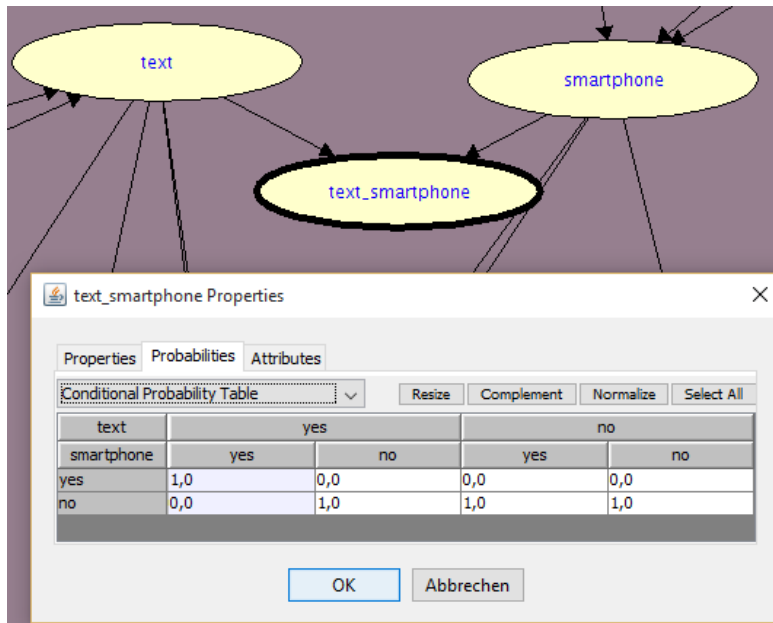 text
smartphone
text_smartphone
text_smartphone Properties
Properties Probabilities Attributes
Conditional Probability Table Resize Complement Normalize Select All
text yes no
smartphone yes no yes no
yes 1,0 0,0 0,0 0,0
no 0,0 1,0 1,0 1,0
OK Abbrechen